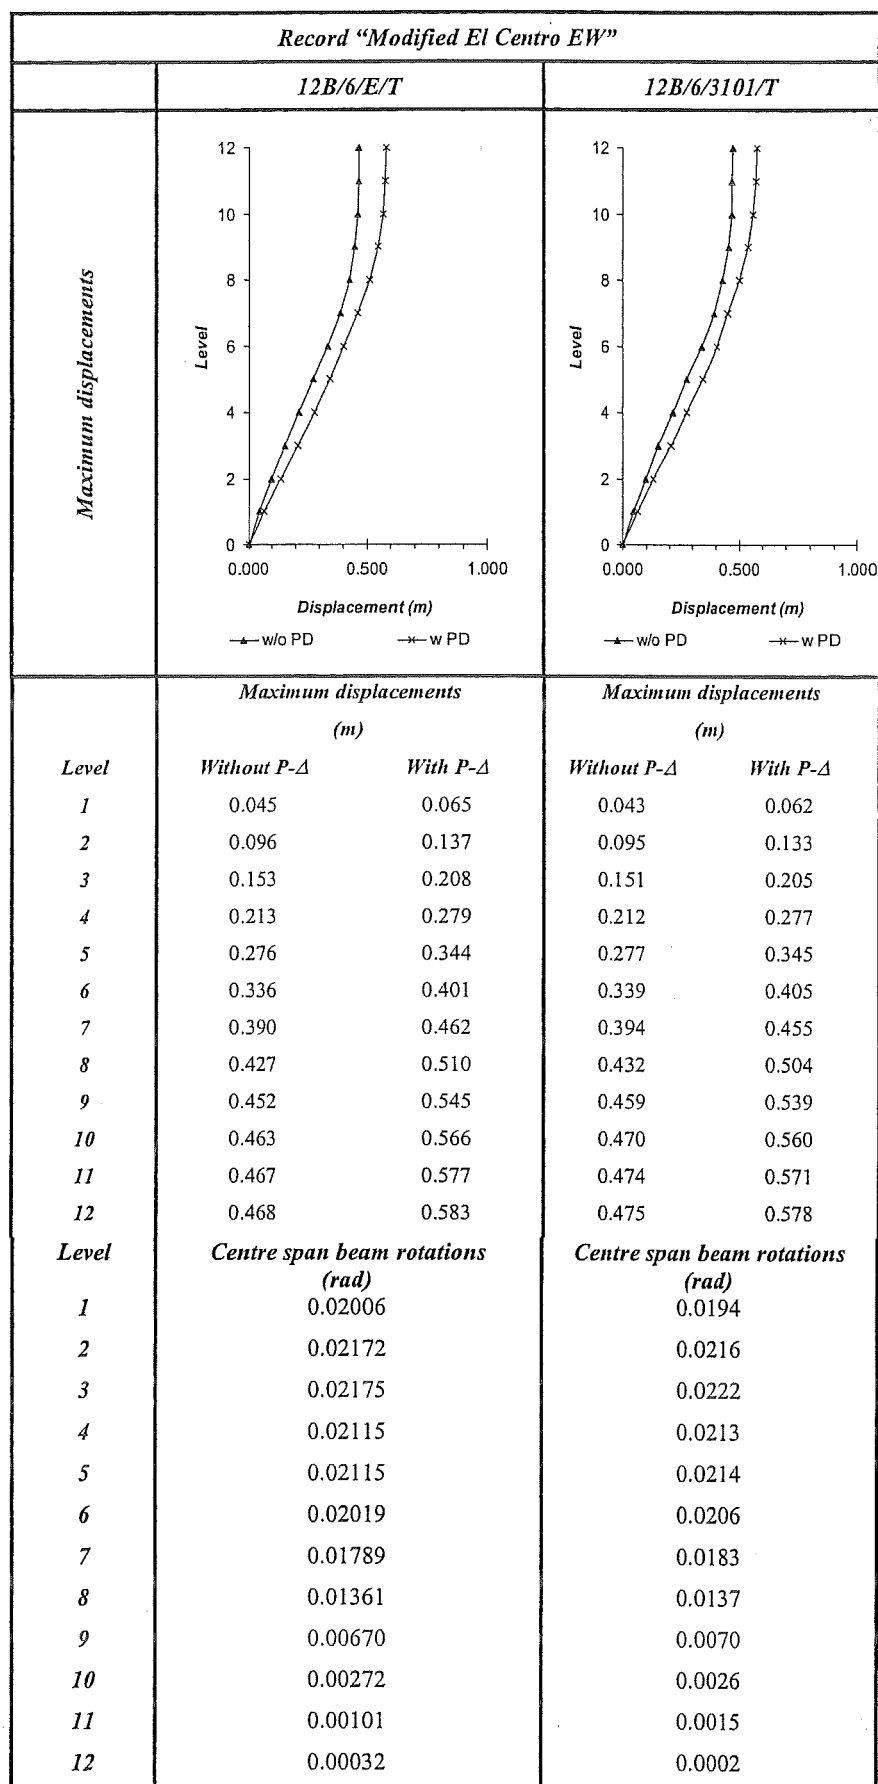 Record “Modified El Centro EW”
12B/6/E/T 12B/6/3101/T
Maximum displacements
12
10
8
6
4
2
0
Level
0.000 0.500 1.000
Displacement (m)
w/o PD w PD
12
10
8
6
4
2
0
Level
0.000 0.500 1.000
Displacement (m)
w/o PD w PD
Maximum displacements Maximum displacements
(m) (m)
Level Without P-Δ With P-Δ Without P-Δ With P-Δ
1 0.045 0.065 0.043 0.062
2 0.096 0.137 0.095 0.133
3 0.153 0.208 0.151 0.205
4 0.213 0.279 0.212 0.277
5 0.276 0.344 0.277 0.345
6 0.336 0.401 0.339 0.405
7 0.390 0.462 0.394 0.455
8 0.427 0.510 0.432 0.504
9 0.452 0.545 0.459 0.539
10 0.463 0.566 0.470 0.560
11 0.467 0.577 0.474 0.571
12 0.468 0.583 0.475 0.578
Level Centre span beam rotations Centre span beam rotations
(rad) (rad)
1 0.02006 0.0194
2 0.02172 0.0216
3 0.02175 0.0222
4 0.02115 0.0213
5 0.02115 0.0214
6 0.02019 0.0206
7 0.01789 0.0183
8 0.01361 0.0137
9 0.00670 0.0070
10 0.00272 0.0026
11 0.00101 0.0015
12 0.00032 0.0002